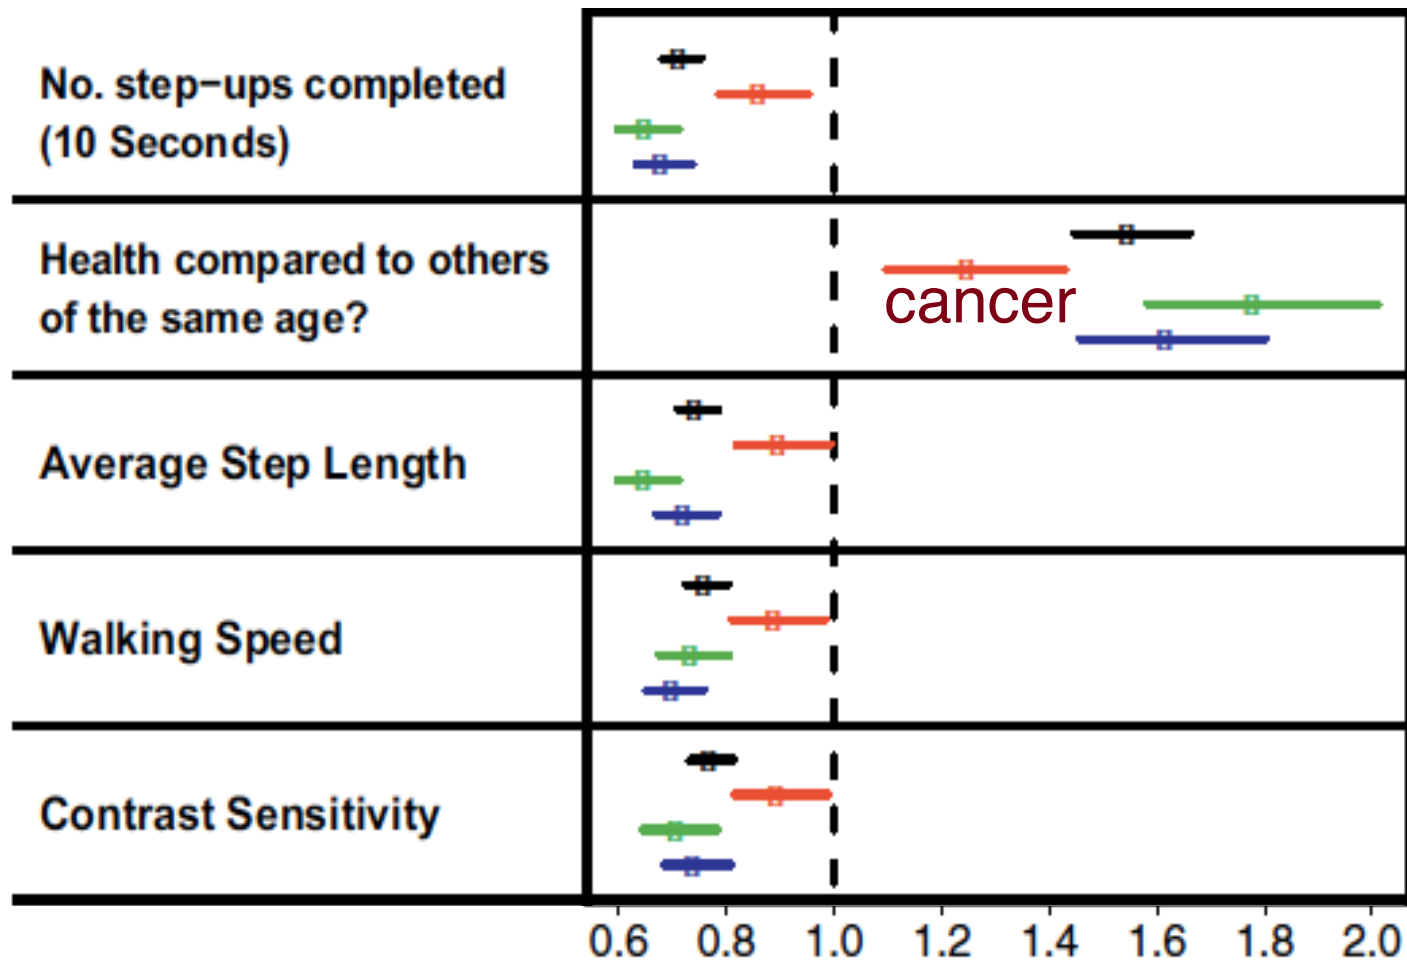 No. step-ups completed
(10 Seconds)
Health compared to others
of the same age?
cancer
Average Step Length
Walking Speed
Contrast Sensitivity
0.6 0.8 1.0 1.2 1.4 1.6 1.8 2.0